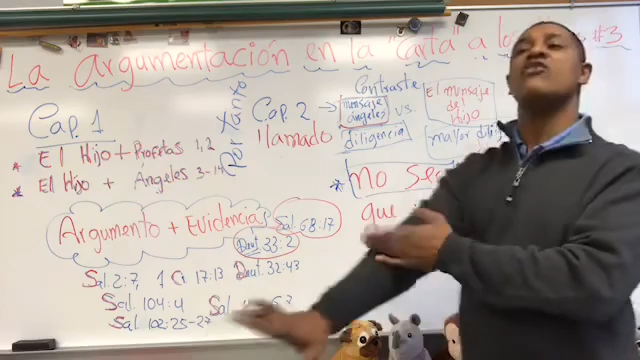 La Argumentación en la "Carta" a los #3
Cap. 1
El Hijo + Profetas 1,2
El Hijo + Angeles 3-14
Por tanto
Cap. 2
llamado
Contraste
mensaje
angeles
vs.
El mensaje
del
Hijo
diligencia
mayor
no
que
Argumento + Evidencias
Sal. 68:17
Deut. 33:2
Sal. 2:7, 1 Cr. 17:13
Deut. 32:43
Sal. 104:4
Sal.
Sal. 102:25-27